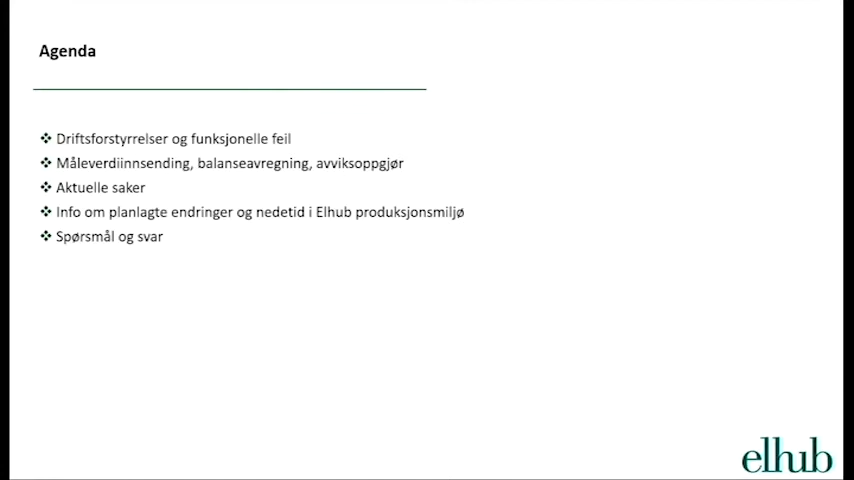 Agenda
Driftsforstyrrelser og funksjonelle feil
Måleverdiinnsending, balanseavregning, avviksoppgjør
Aktuelle saker
Info om planlagte endringer og nedetid i Elhub produksjonsmiljø
Spørsmål og svar
elhub